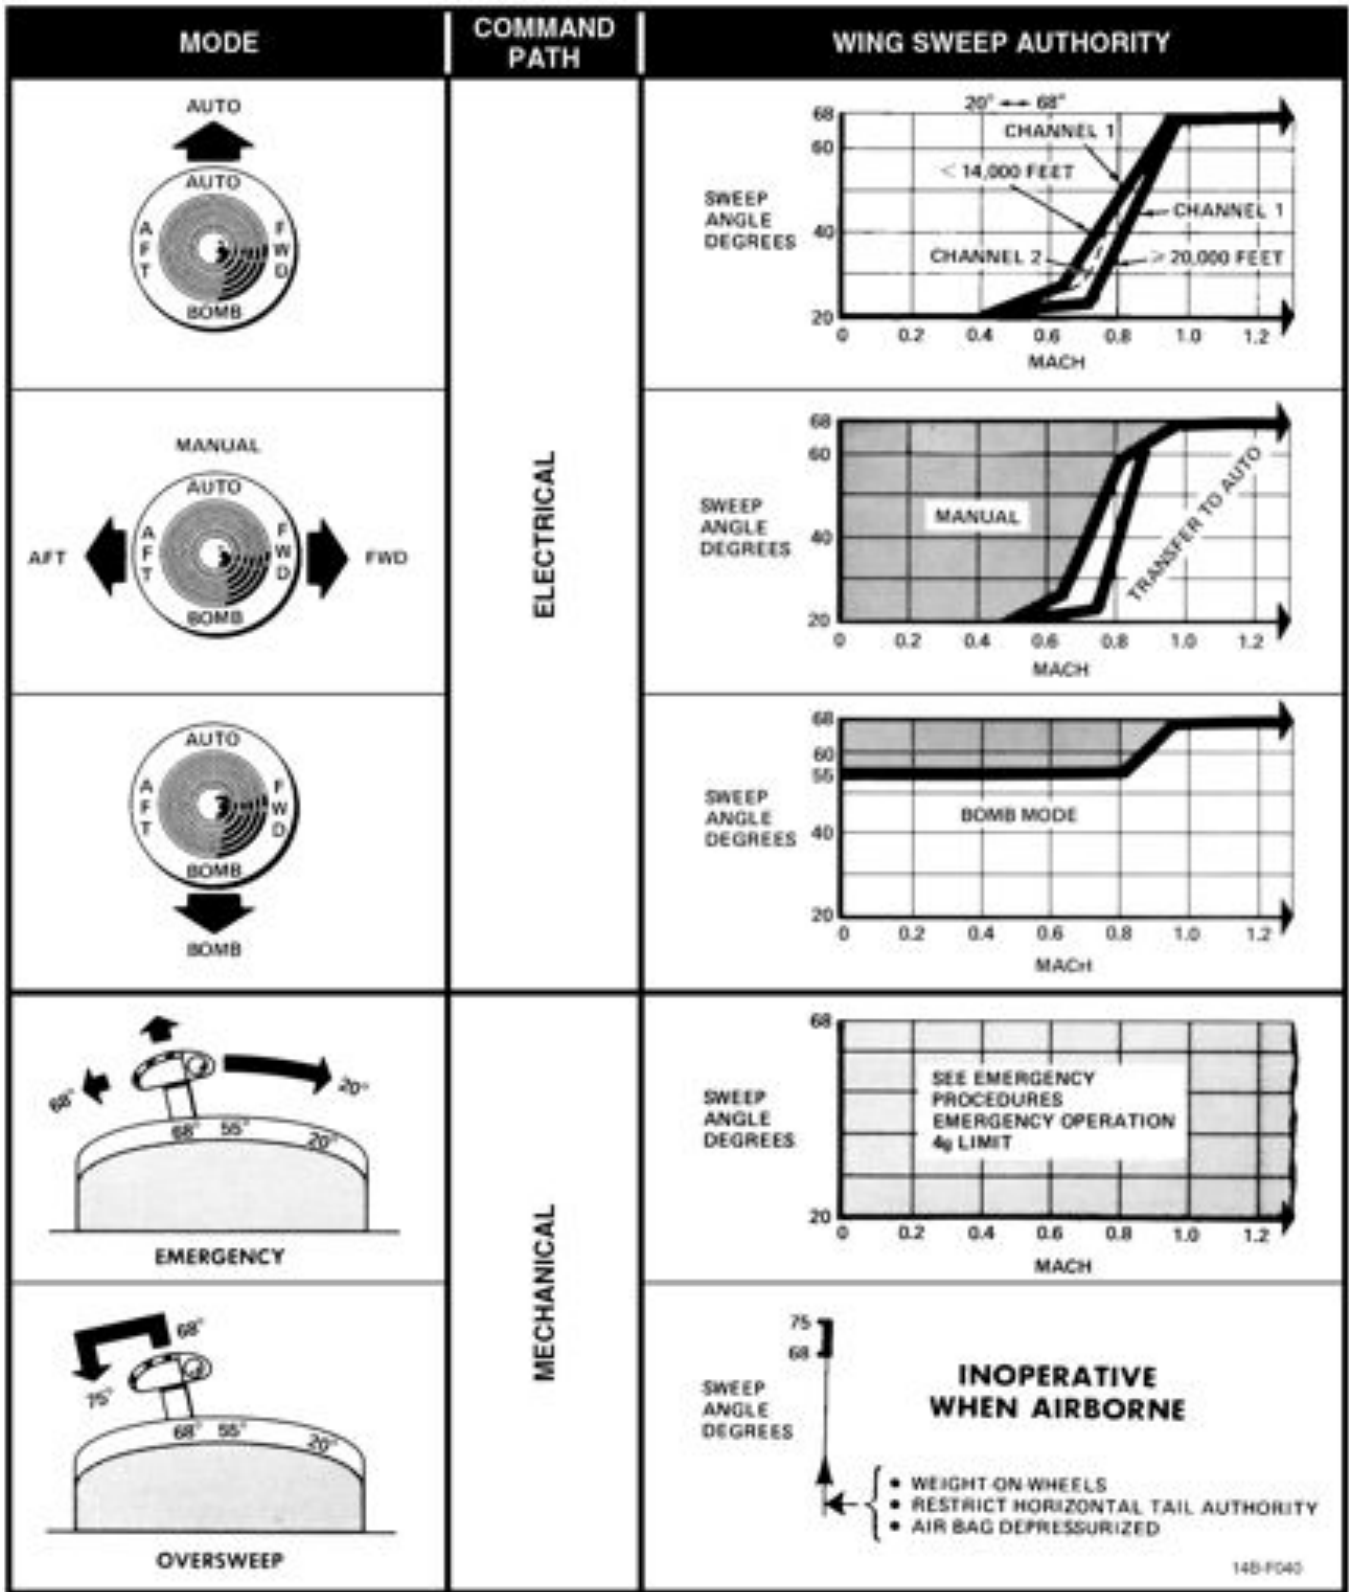 MODE
COMMAND
PATH
WING SWEEP AUTHORITY
AUTO
AUTO
AFT
FWD
BOMB
ELECTRICAL
20° 68°
CHANNEL 1
< 14,000 FEET
CHANNEL 1
CHANNEL 2
≥ 20,000 FEET
SWEEP
ANGLE
DEGREES
68
60
40
20
0 0.2 0.4 0.6 0.8 1.0 1.2
MACH
MANUAL
AUTO
AFT
AFT
FWD
FWD
BOMB
SWEEP
ANGLE
DEGREES
68
60
40
20
MANUAL
TRANSFER TO AUTO
0 0.2 0.4 0.6 0.8 1.0 1.2
MACH
AUTO
AFT
FWD
BOMB
BOMB
SWEEP
ANGLE
DEGREES
68
60
55
40
20
BOMB MODE
0 0.2 0.4 0.6 0.8 1.0 1.2
MACH
68°
20°
68° 55° 20°
EMERGENCY
MECHANICAL
SWEEP
ANGLE
DEGREES
68
20
SEE EMERGENCY
PROCEDURES
EMERGENCY OPERATION
4g LIMIT
0 0.2 0.4 0.6 0.8 1.0 1.2
MACH
68°
75°
68° 55° 20°
OVERSWEEP
75
68
SWEEP
ANGLE
DEGREES
INOPERATIVE
WHEN AIRBORNE
• WEIGHT-ON-WHEELS
• RESTRICT HORIZONTAL TAIL AUTHORITY
• AIR BAG DEPRESSURIZED
14B-F040